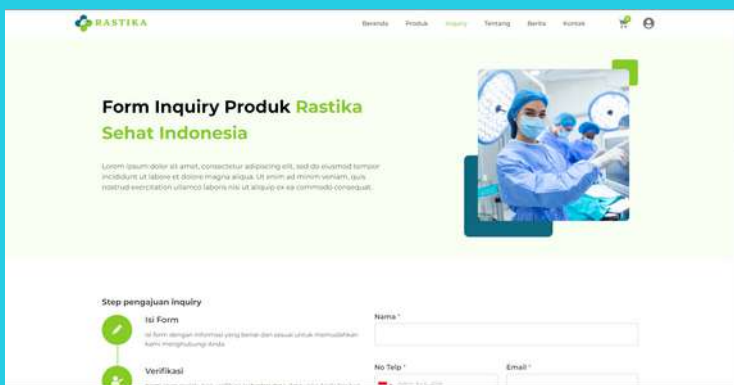 RASTIKA
Beranda Produk Inquiry Tentang Berita Kontak
Form Inquiry Produk Rastika
Sehat Indonesia
Lorem ipsum dolor sit amet, consectetur adipiscing elit, sed do eiusmod tempor
incididunt ut labore et dolore magna aliqua. Ut enim ad minim veniam, quis
nostrud exercitation ullamco laboris nisi ut aliquip ex ea commodo consequat.
Step pengajuan inquiry
Isi Form
Isi form dengan informasi yang benar dan sesuai untuk memudahkan
kami menghubungi Anda
Verifikasi
Nama *
No Telp *
Email *